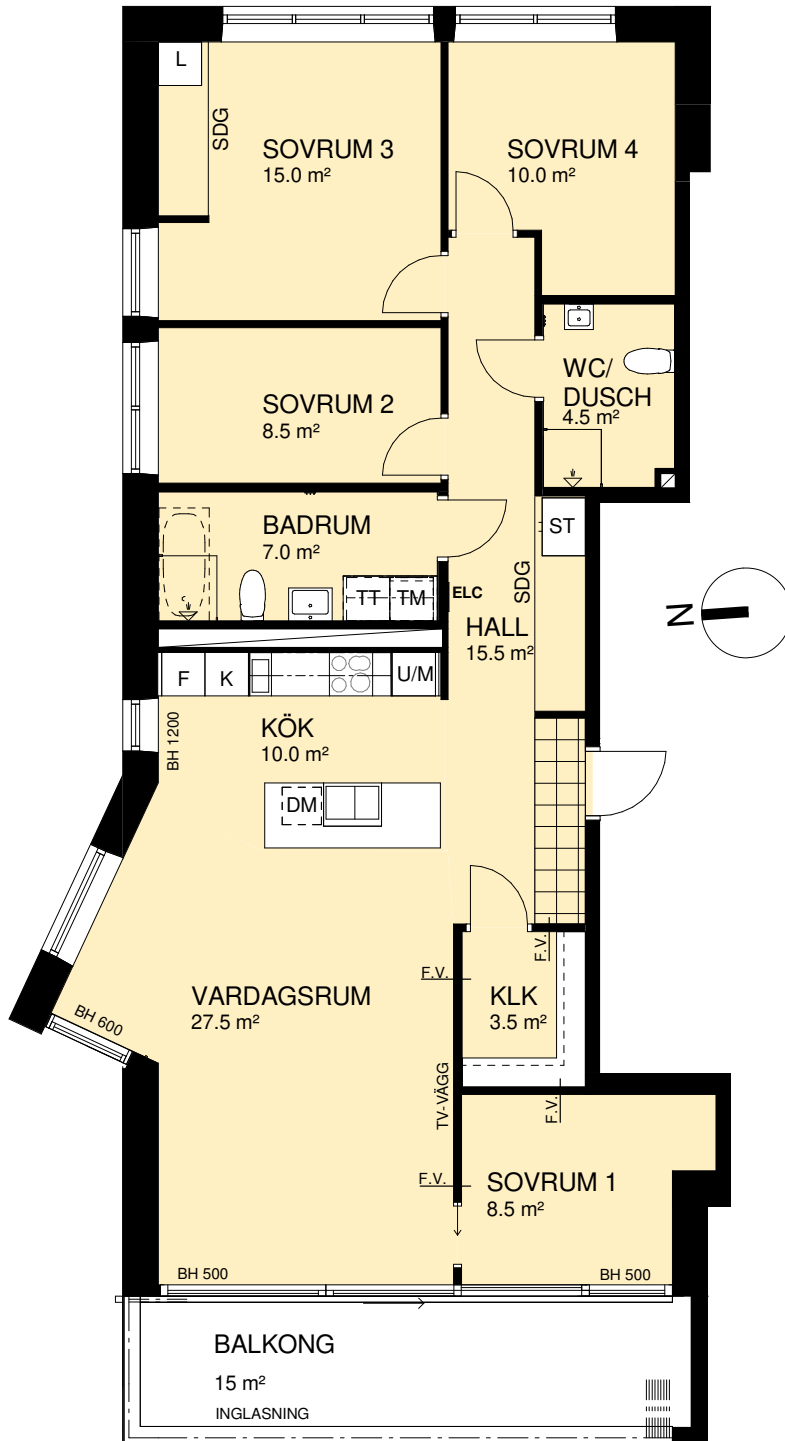 L
SDG
SOVRUM 3
15.0 m²
SOVRUM 4
10.0 m²
WC/
DUSCH
4.5 m²
SOVRUM 2
8.5 m²
BADRUM
7.0 m²
TT
TM
ELC
SDG
ST
HALL
15.5 m²
N
F
K
U/M
BH 1200
KÖK
10.0 m²
DM
F.V.
F.V.
KLK
3.5 m²
VARDAGSRUM
27.5 m²
BH 600
TV-VÄGG
F.V.
F.V.
SOVRUM 1
8.5 m²
BH 500
BH 500
BALKONG
15 m²
INGLASNING